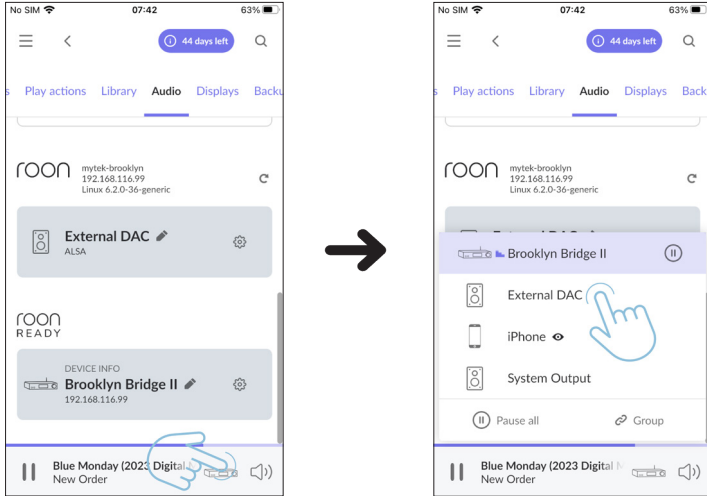 No SIM 07:42 63%
44 days left
s Play actions Library Audio Displays Backu
roon
mytek-brooklyn
192.168.116.99
Linux 6.2.0-36-generic
External DAC
ALSA
roon
READY
DEVICE INFO
Brooklyn Bridge II
192.168.116.99
Blue Monday (2023 Digital
New Order
No SIM 07:42 63%
44 days left
s Play actions Library Audio Displays Back
roon
mytek-brooklyn
192.168.116.99
Linux 6.2.0-36-generic
Brooklyn Bridge II
External DAC
iPhone
System Output
Pause all Group
Blue Monday (2023 Digital M
New Order